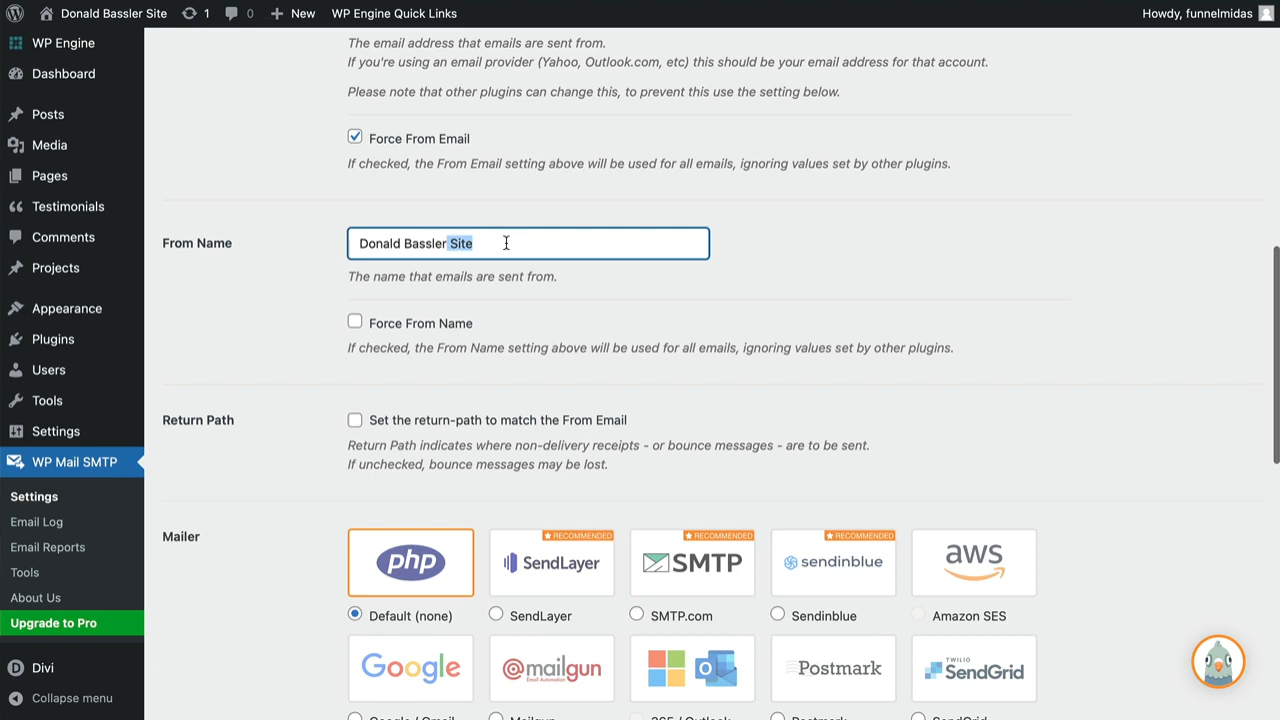 Donald Bassler Site 1 0 New WP Engine Quick Links Howdy, funnelmidas
WP Engine
Dashboard
Posts
Media
Pages
Testimonials
Comments
Projects
Appearance
Plugins
Users
Tools
Settings
WP Mail SMTP
Settings
Email Log
Email Reports
Tools
About Us
Upgrade to Pro
Divi
Collapse menu
The email address that emails are sent from.
If you're using an email provider (Yahoo, Outlook.com, etc) this should be your email address for that account.
Please note that other plugins can change this, to prevent this use the setting below.
Force From Email
If checked, the From Email setting above will be used for all emails, ignoring values set by other plugins.
From Name
Donald Bassler Site
The name that emails are sent from.
Force From Name
If checked, the From Name setting above will be used for all emails, ignoring values set by other plugins.
Return Path
Set the return-path to match the From Email
Return Path indicates where non-delivery receipts - or bounce messages - are to be sent.
If unchecked, bounce messages may be lost.
Mailer
RECOMMENDED RECOMMENDED RECOMMENDED
php SendLayer SMTP sendinblue aws
Default (none) SendLayer SMTP.com Sendinblue Amazon SES
Google @mailgun Postmark TWILIO SendGrid
Email Automation
Google / Gmail Mailgun 365 / Outlook Postmark SendGrid